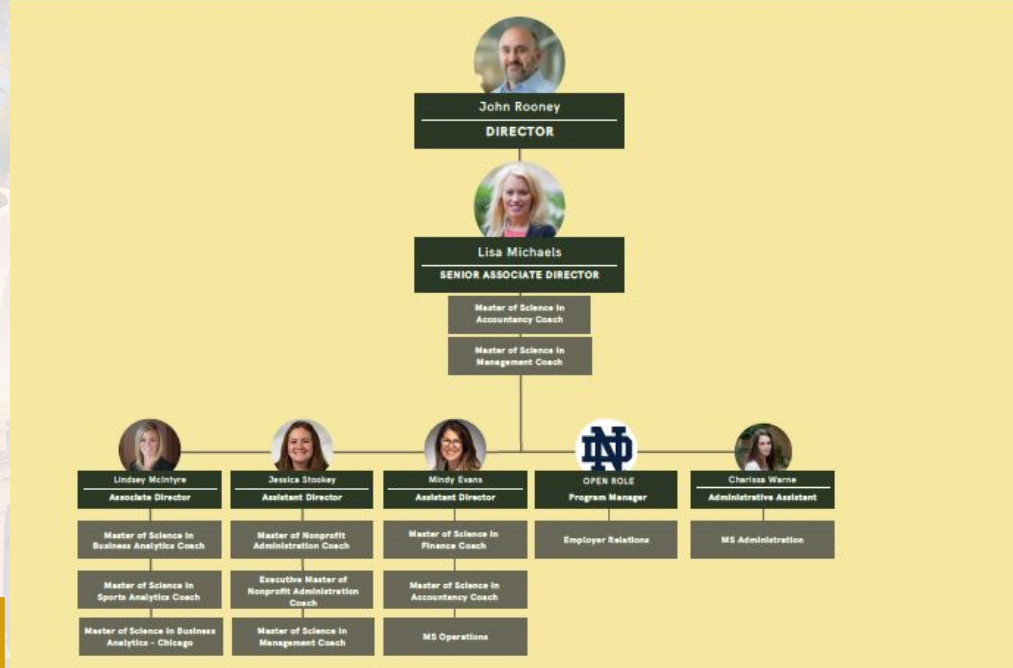 John Rooney
DIRECTOR
Lisa Michaels
SENIOR ASSOCIATE DIRECTOR
Master of Science in
Accountancy Coach
Master of Science in
Management Coach
Lindsey McIntyre
Associate Director
Master of Science in
Business Analytics Coach
Master of Science in
Sports Analytics Coach
Master of Science in Business
Analytics - Chicago
Jessica Stookey
Assistant Director
Master of Nonprofit
Administration Coach
Executive Master of
Nonprofit Administration
Coach
Master of Science in
Management Coach
Mindy Evans
Assistant Director
Master of Science in
Finance Coach
Master of Science in
Accountancy Coach
MS Operations
ND
OPEN ROLE
Program Manager
Employer Relations
Charissa Warne
Administrative Assistant
MS Administration